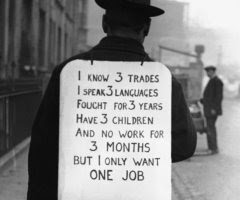 I KNOW 3 TRADES
I SPEAK 3 LANGUAGES
FOUGHT FOR 3 YEARS
HAVE 3 CHILDREN
AND NO WORK FOR
3 MONTHS
BUT I ONLY WANT
ONE JOB